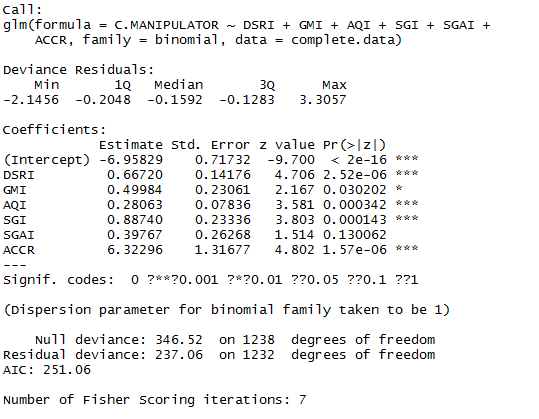 Call:
glm(formula = C.MANIPULATOR ~ DSRI + GMI + AQI + SGI + SGAI +
    ACCR, family = binomial, data = complete.data)
Deviance Residuals:
    Min       1Q   Median       3Q      Max
-2.1456  -0.2048  -0.1592  -0.1283   3.3057
Coefficients:
            Estimate Std. Error z value Pr(>|z|)
(Intercept) -6.95829    0.71732  -9.700  < 2e-16 ***
DSRI         0.66720    0.14176   4.706 2.52e-06 ***
GMI          0.49984    0.23061   2.167 0.030202 *
AQI          0.28063    0.07836   3.581 0.000342 ***
SGI          0.88740    0.23336   3.803 0.000143 ***
SGAI         0.39767    0.26268   1.514 0.130062
ACCR         6.32296    1.31677   4.802 1.57e-06 ***
---
Signif. codes:  0 ?***?0.001 ?**?0.01 ??0.05 ??0.1 ??1
(Dispersion parameter for binomial family taken to be 1)
    Null deviance: 346.52  on 1238  degrees of freedom
Residual deviance: 237.06  on 1232  degrees of freedom
AIC: 251.06
Number of Fisher Scoring iterations: 7